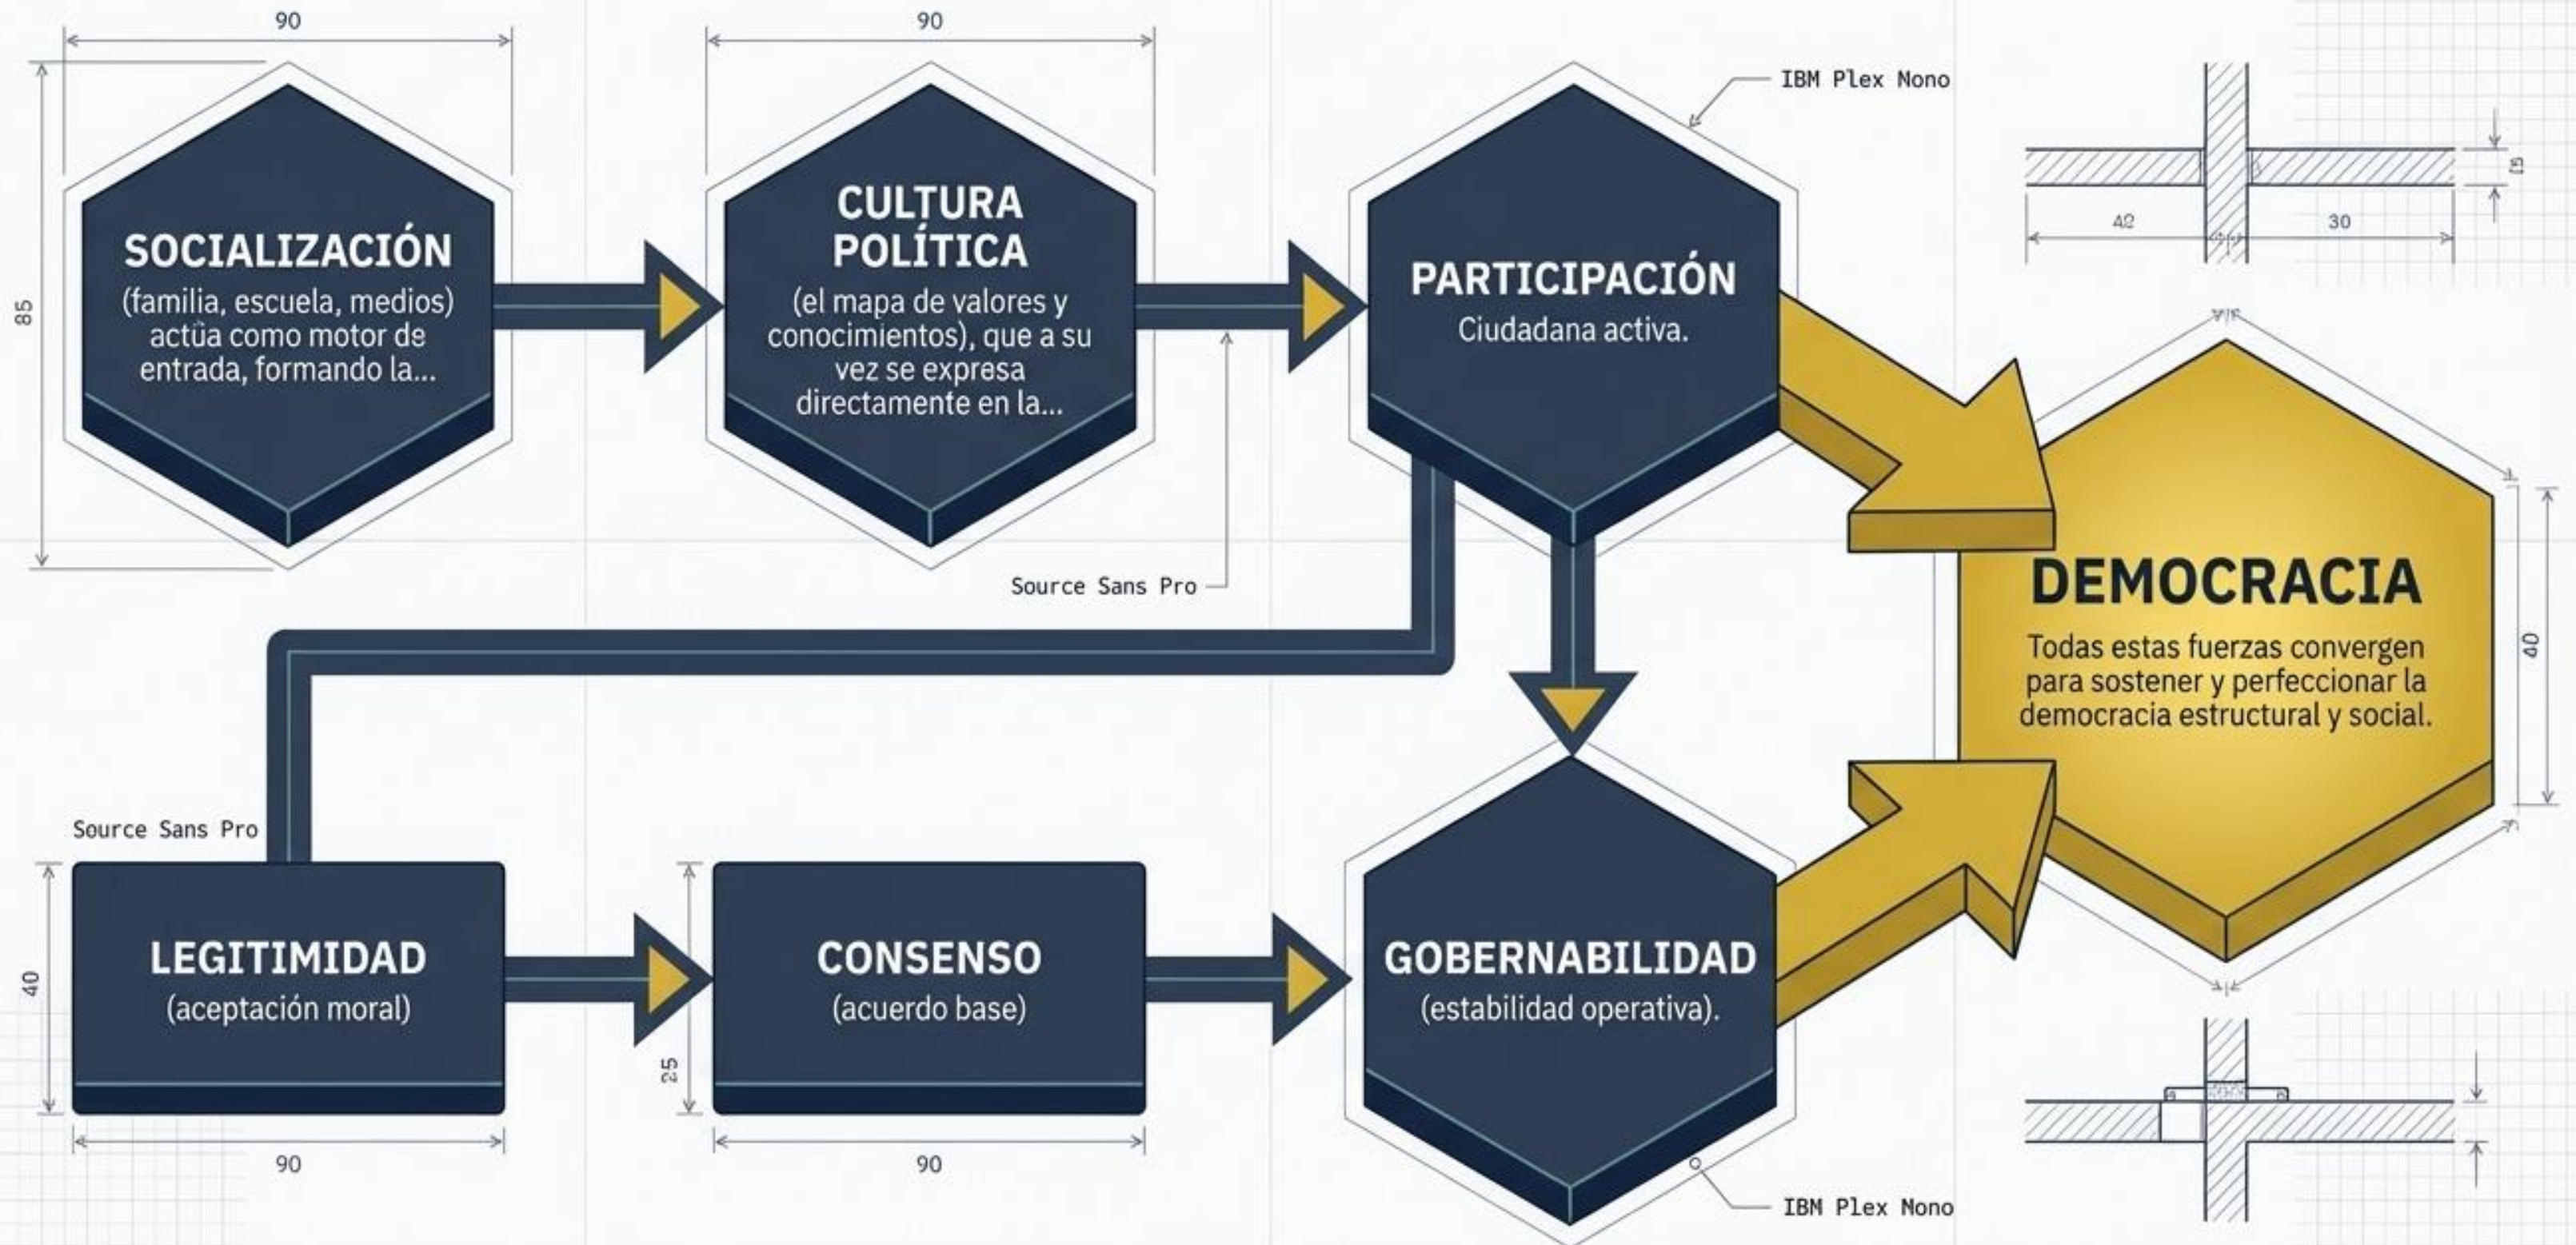 90
90
85
IBM Plex Nono
SOCIALIZACIÓN
(familia, escuela, medios)
actúa como motor de
entrada, formando la...
CULTURA
POLÍTICA
(el mapa de valores y
conocimientos), que a su
vez se expresa
directamente en la...
PARTICIPACIÓN
Ciudadana activa.
42
30
15
Source Sans Pro
DEMOCRACIA
Todas estas fuerzas convergen
para sostener y perfeccionar la
democracia estructural y social.
40
Source Sans Pro
40
LEGITIMIDAD
(aceptación moral)
90
25
CONSENSO
(acuerdo base)
90
GOBERNABILIDAD
(estabilidad operativa).
IBM Plex Nono